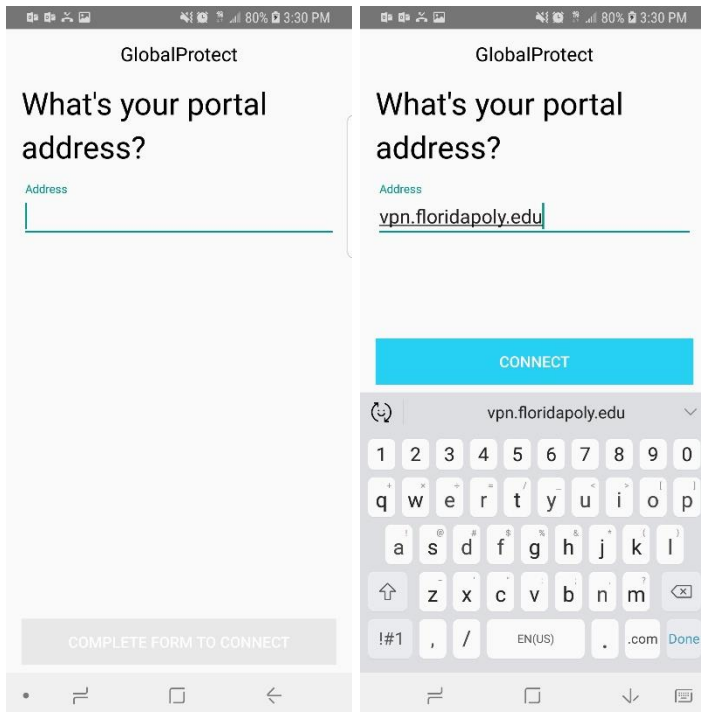 80% 3:30 PM
GlobalProtect
What's your portal
address?
Address
COMPLETE FORM TO CONNECT
80% 3:30 PM
GlobalProtect
What's your portal
address?
Address
vpn.floridapoly.edu
CONNECT
vpn.floridapoly.edu
1 2 3 4 5 6 7 8 9 0
q w e r t y u i o p
a s d f g h j k l
z x c v b n m
!#1 , / EN(US) . .com Done